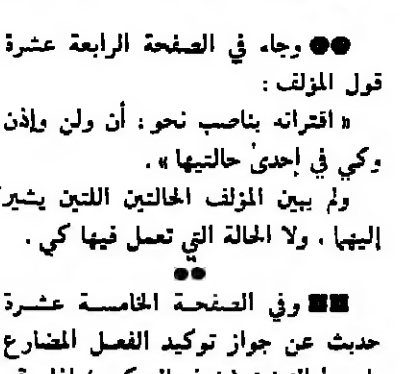 ●● وجاء في الصفحة الرابعة عشرة
قول المؤلف :
« اقترانه بناصب نحو : أن ولن وإذن
وكي في إحدى حالتيها » .
ولم يبين المؤلف الحالتين اللتين يشير
إليهما . ولا الحالة التي تعمل فيها كي .
●●
■■ وفي الصفحة الخامسة عشرة
حديث عن جواز توكيد الفعل المضارع